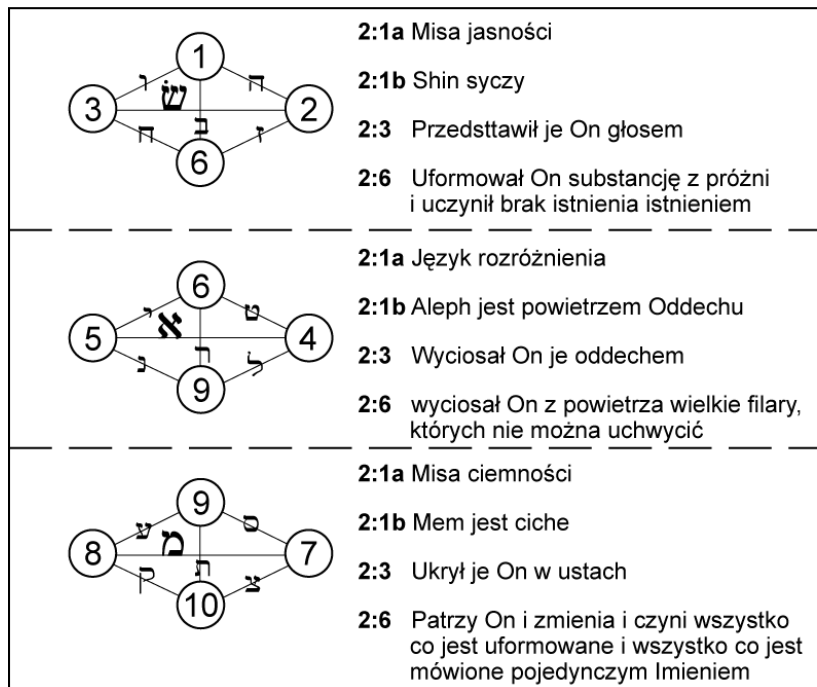 1
ו ה
שׂ
3 2
ב
ח ז
6
2:1a Misa jasności
2:1b Shin syczy
2:3 Przedsttawił je On głosem
2:6 Uformował On substancję z próżni
i uczynił brak istnienia istnieniem
6
י ט
א
5 4
ר
נ ל
9
2:1a Język rozróżnienia
2:1b Aleph jest powietrzem Oddechu
2:3 Wyciosał On je oddechem
2:6 wyciosał On z powietrza wielkie filary,
których nie można uchwycić
9
ע ס
מ
8 7
ת
ק צ
10
2:1a Misa ciemności
2:1b Mem jest ciche
2:3 Ukrył je On w ustach
2:6 Patrzy On i zmienia i czyni wszystko
co jest uformowane i wszystko co jest
mówione pojedynczym Imieniem